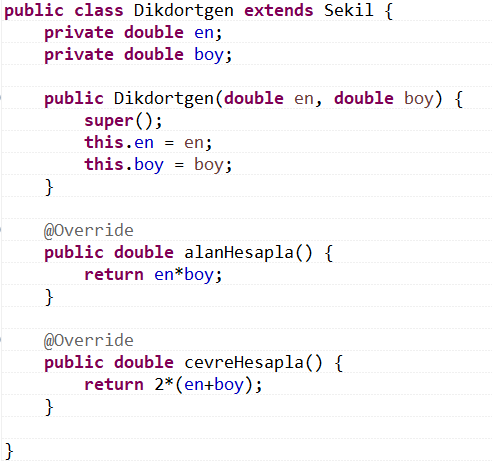 public class Dikdortgen extends Sekil {
    private double en;
    private double boy;

    public Dikdortgen(double en, double boy) {
        super();
        this.en = en;
        this.boy = boy;
    }

    @Override
    public double alanHesapla() {
        return en*boy;
    }

    @Override
    public double cevreHesapla() {
        return 2*(en+boy);
    }

}